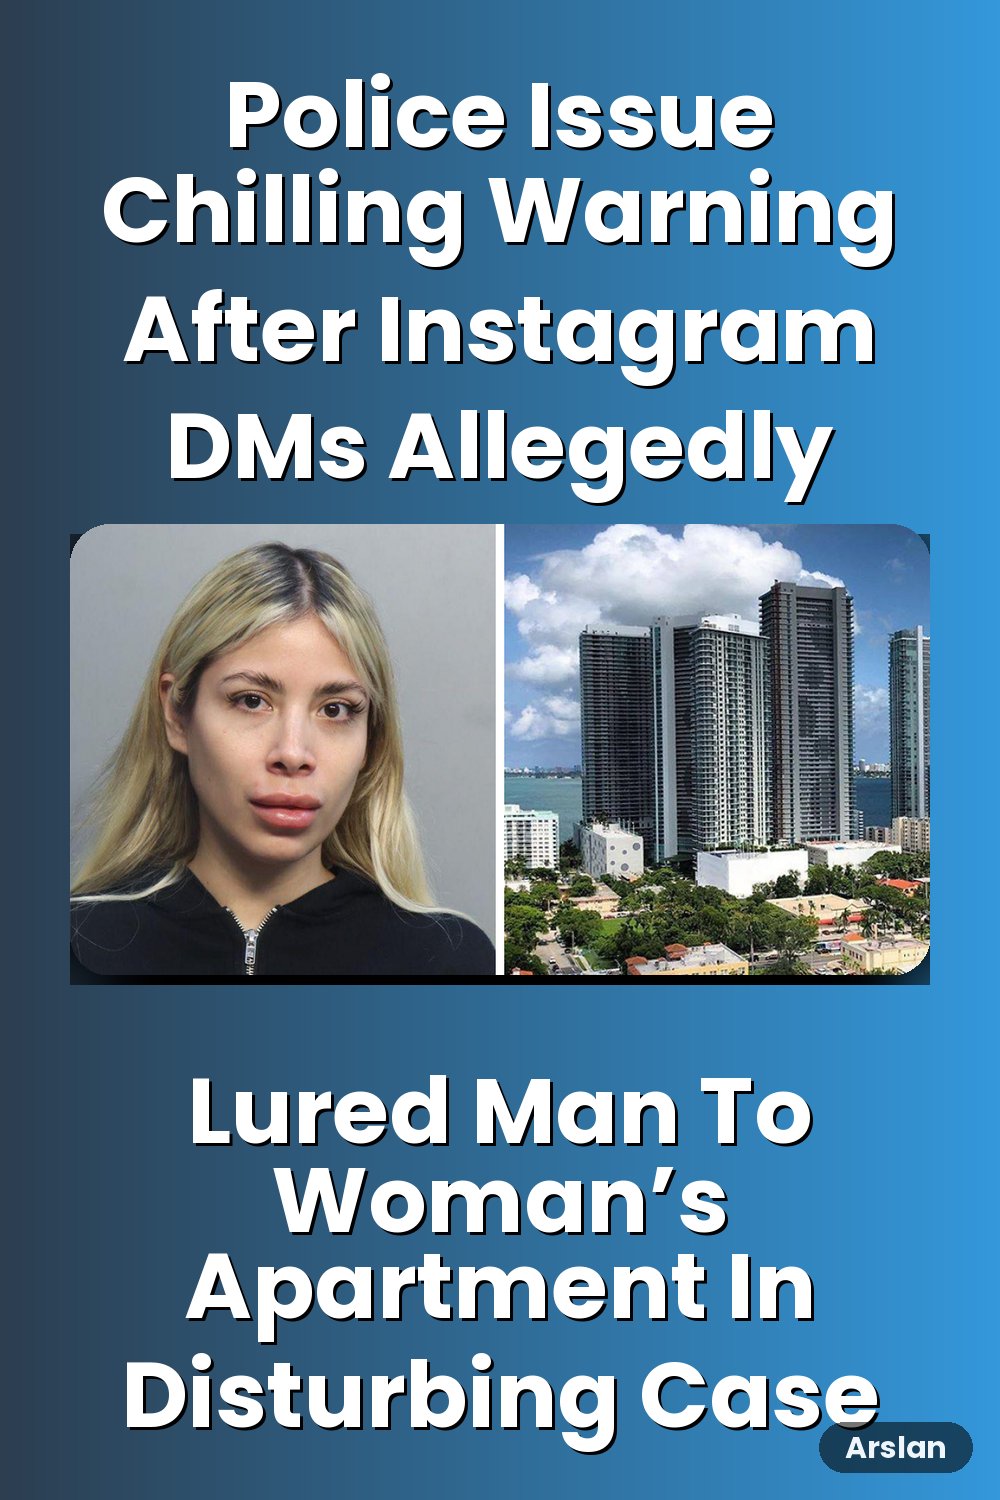 Police Issue
Chilling Warning
After Instagram
DMs Allegedly
Lured Man To
Woman’s
Apartment In
Disturbing Case
Arslan